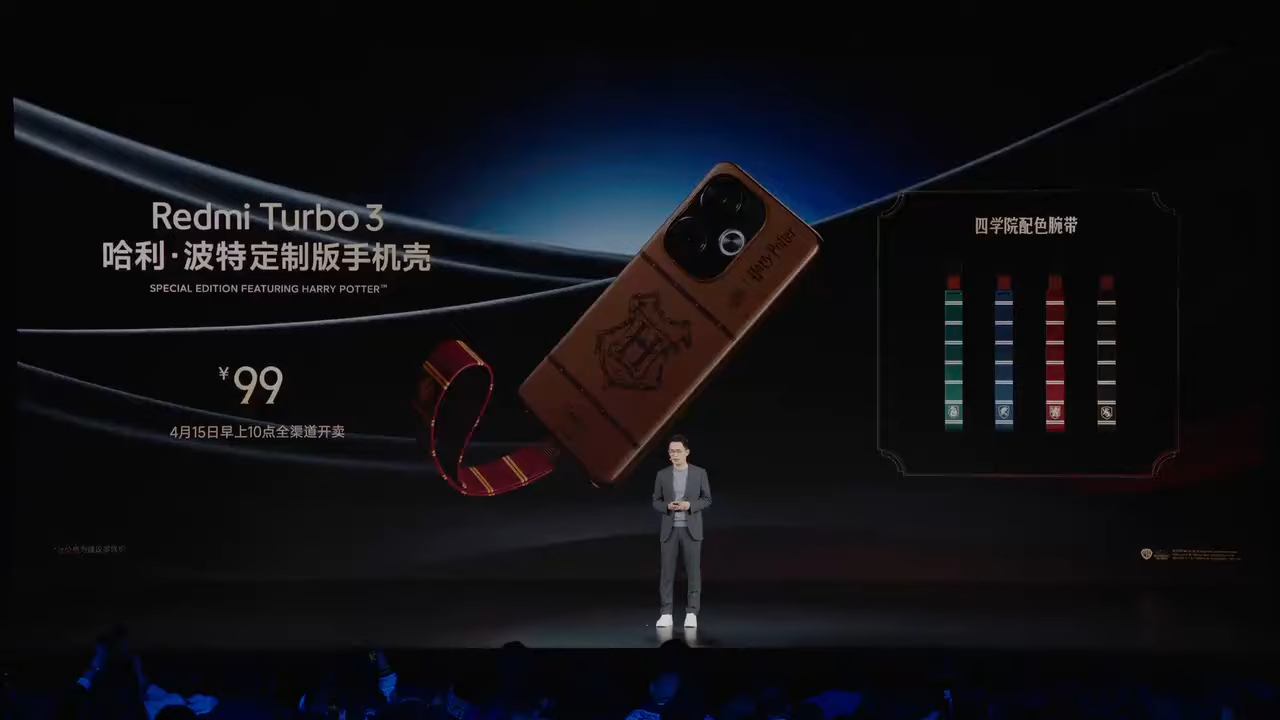 Redmi Turbo 3
哈利·波特定制版手机壳
SPECIAL EDITION FEATURING HARRY POTTER™
¥99
4月15日早上10点全渠道开卖
Harry Potter
四学院配色腕带